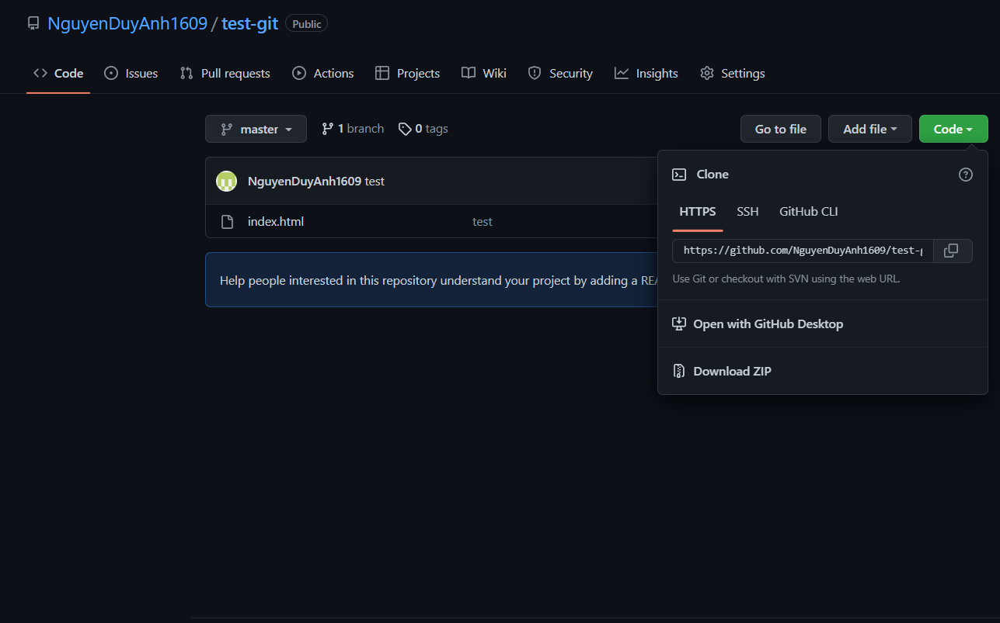 NguyenDuyAnh1609 / test-git Public
Code Issues Pull requests Actions Projects Wiki Security Insights Settings
master 1 branch 0 tags Go to file Add file Code
NguyenDuyAnh1609 test
index.html test
Help people interested in this repository understand your project by adding a
Clone
HTTPS SSH GitHub CLI
https://github.com/NguyenDuyAnh1609/test-g
Use Git or checkout with SVN using the web URL.
Open with GitHub Desktop
Download ZIP